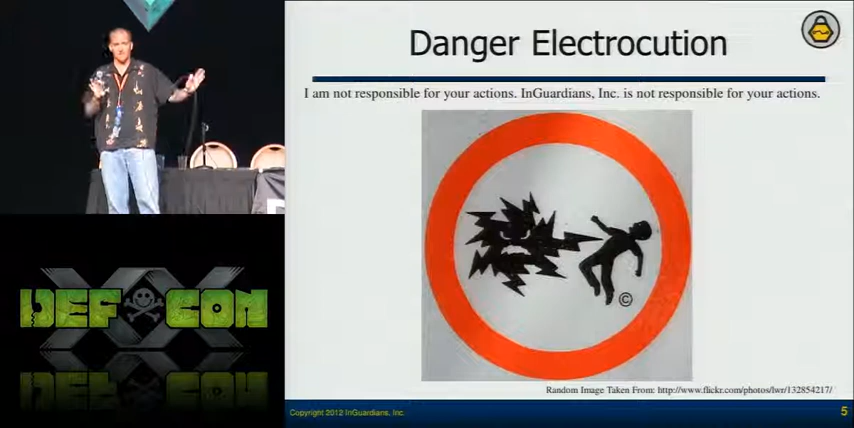 Danger Electrocution
I am not responsible for your actions. InGuardians, Inc. is not responsible for your actions.
©
Random Image Taken From: http://www.flickr.com/photos/lwr/132854217/
Copyright 2012 InGuardians, Inc.
5
XX
DEF CON